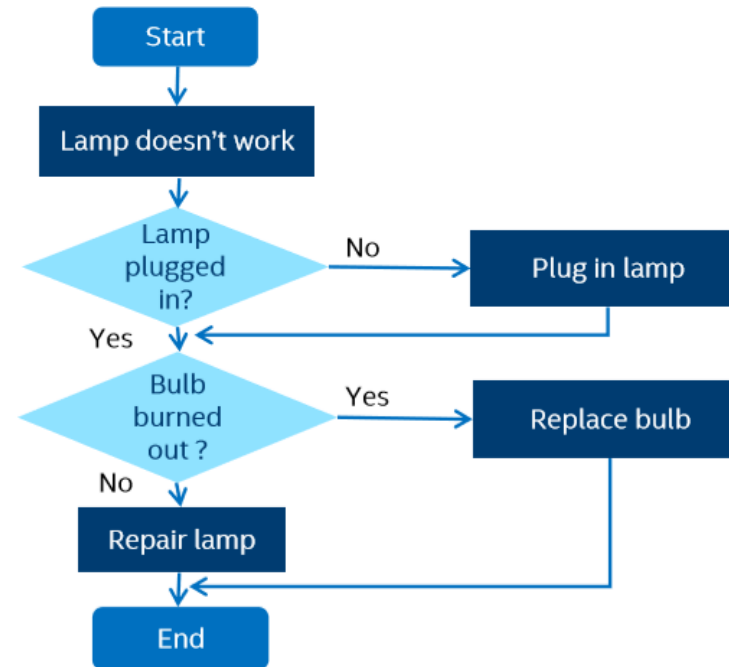 Start
Lamp doesn't work
Lamp
plugged
in?
No
Plug in lamp
Yes
Bulb
burned
out ?
Yes
Replace bulb
No
Repair lamp
End